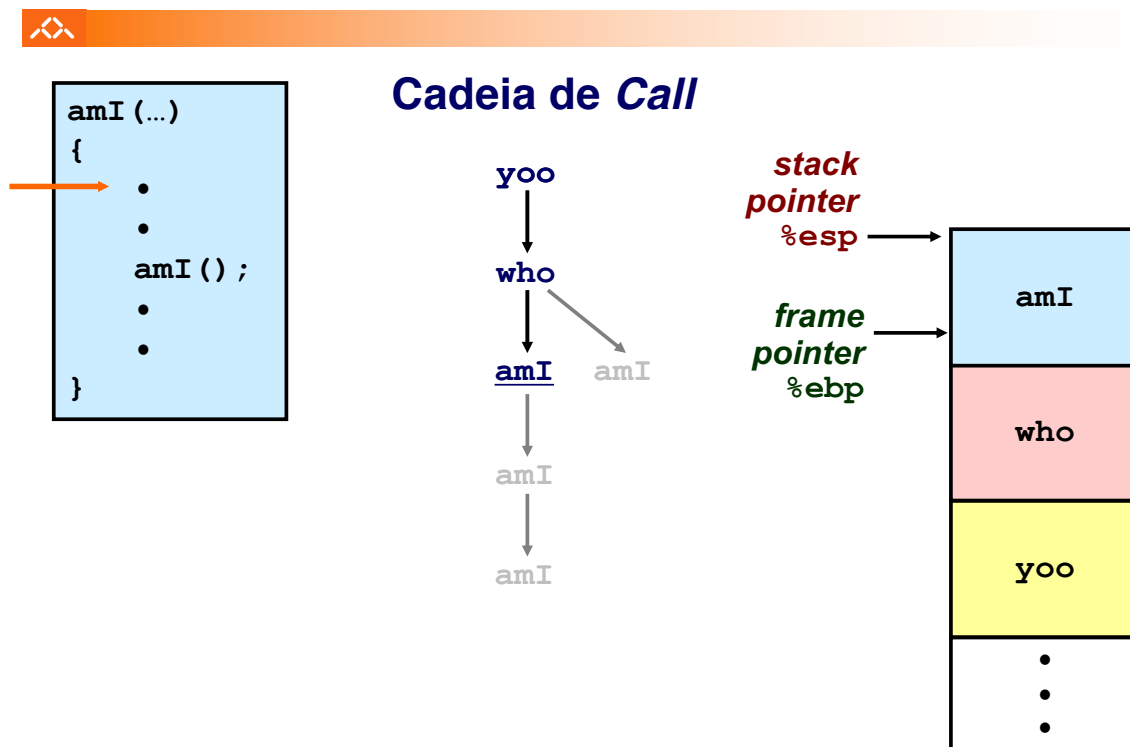 Cadeia de Call
amI(…)
{
•
•
amI();
•
•
}
yoo
who
amI amI
amI
amI
stack
pointer
%esp
frame
pointer
%ebp
amI
who
yoo
•
•
•